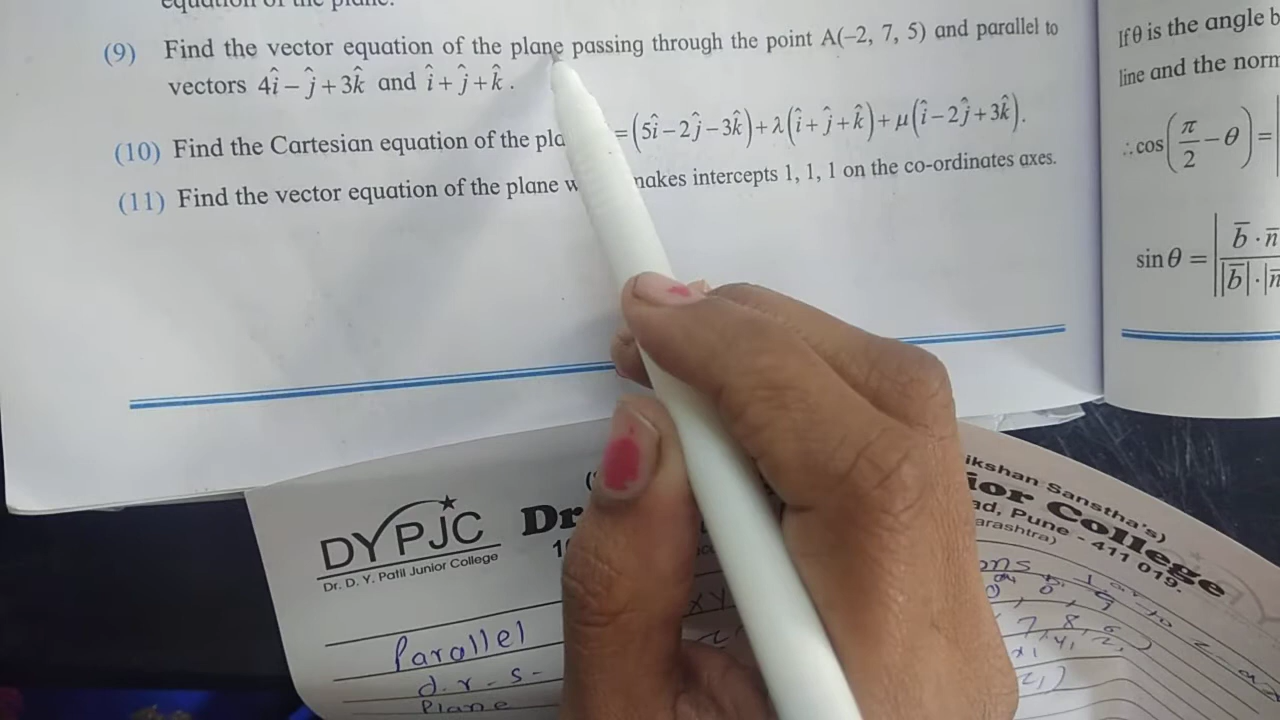 equation of the plane.
(9) Find the vector equation of the plane passing through the point A(−2, 7, 5) and parallel to
vectors 4î − ĵ + 3k̂ and î + ĵ + k̂ .
(10) Find the Cartesian equation of the pla = (5î − 2ĵ − 3k̂) + λ(î + ĵ + k̂) + μ(î − 2ĵ + 3k̂).
(11) Find the vector equation of the plane w makes intercepts 1, 1, 1 on the co-ordinates axes.
If θ is the angle b
line and the norm
∴ cos(π/2 − θ) = |
sin θ = | b̄ · n̄ / |b̄| · |n̄
DYPJC
Dr. D. Y. Patil Junior College
Dr
ikshan Sanstha's)
ior College
ad, Pune - 411 019.
arashtra)
Parallel
d.r-s-
Plane